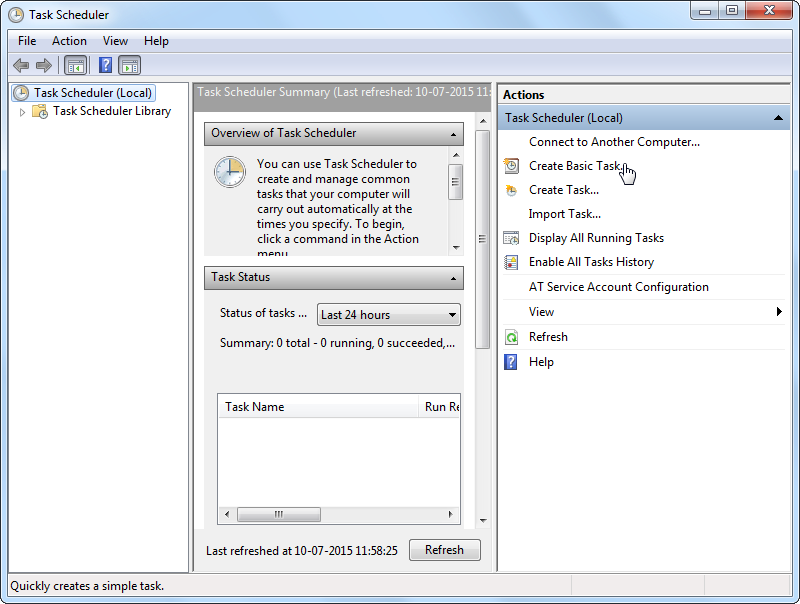 Task Scheduler
File Action View Help
Task Scheduler (Local)
Task Scheduler Library
Task Scheduler Summary (Last refreshed: 10-07-2015 11:
Overview of Task Scheduler
You can use Task Scheduler to
create and manage common
tasks that your computer will
carry out automatically at the
times you specify. To begin,
click a command in the Action
menu
Task Status
Status of tasks ...
Last 24 hours
Summary: 0 total - 0 running, 0 succeeded,...
Task Name Run Re
Last refreshed at 10-07-2015 11:58:25
Refresh
Actions
Task Scheduler (Local)
Connect to Another Computer...
Create Basic Task...
Create Task...
Import Task...
Display All Running Tasks
Enable All Tasks History
AT Service Account Configuration
View
Refresh
Help
Quickly creates a simple task.